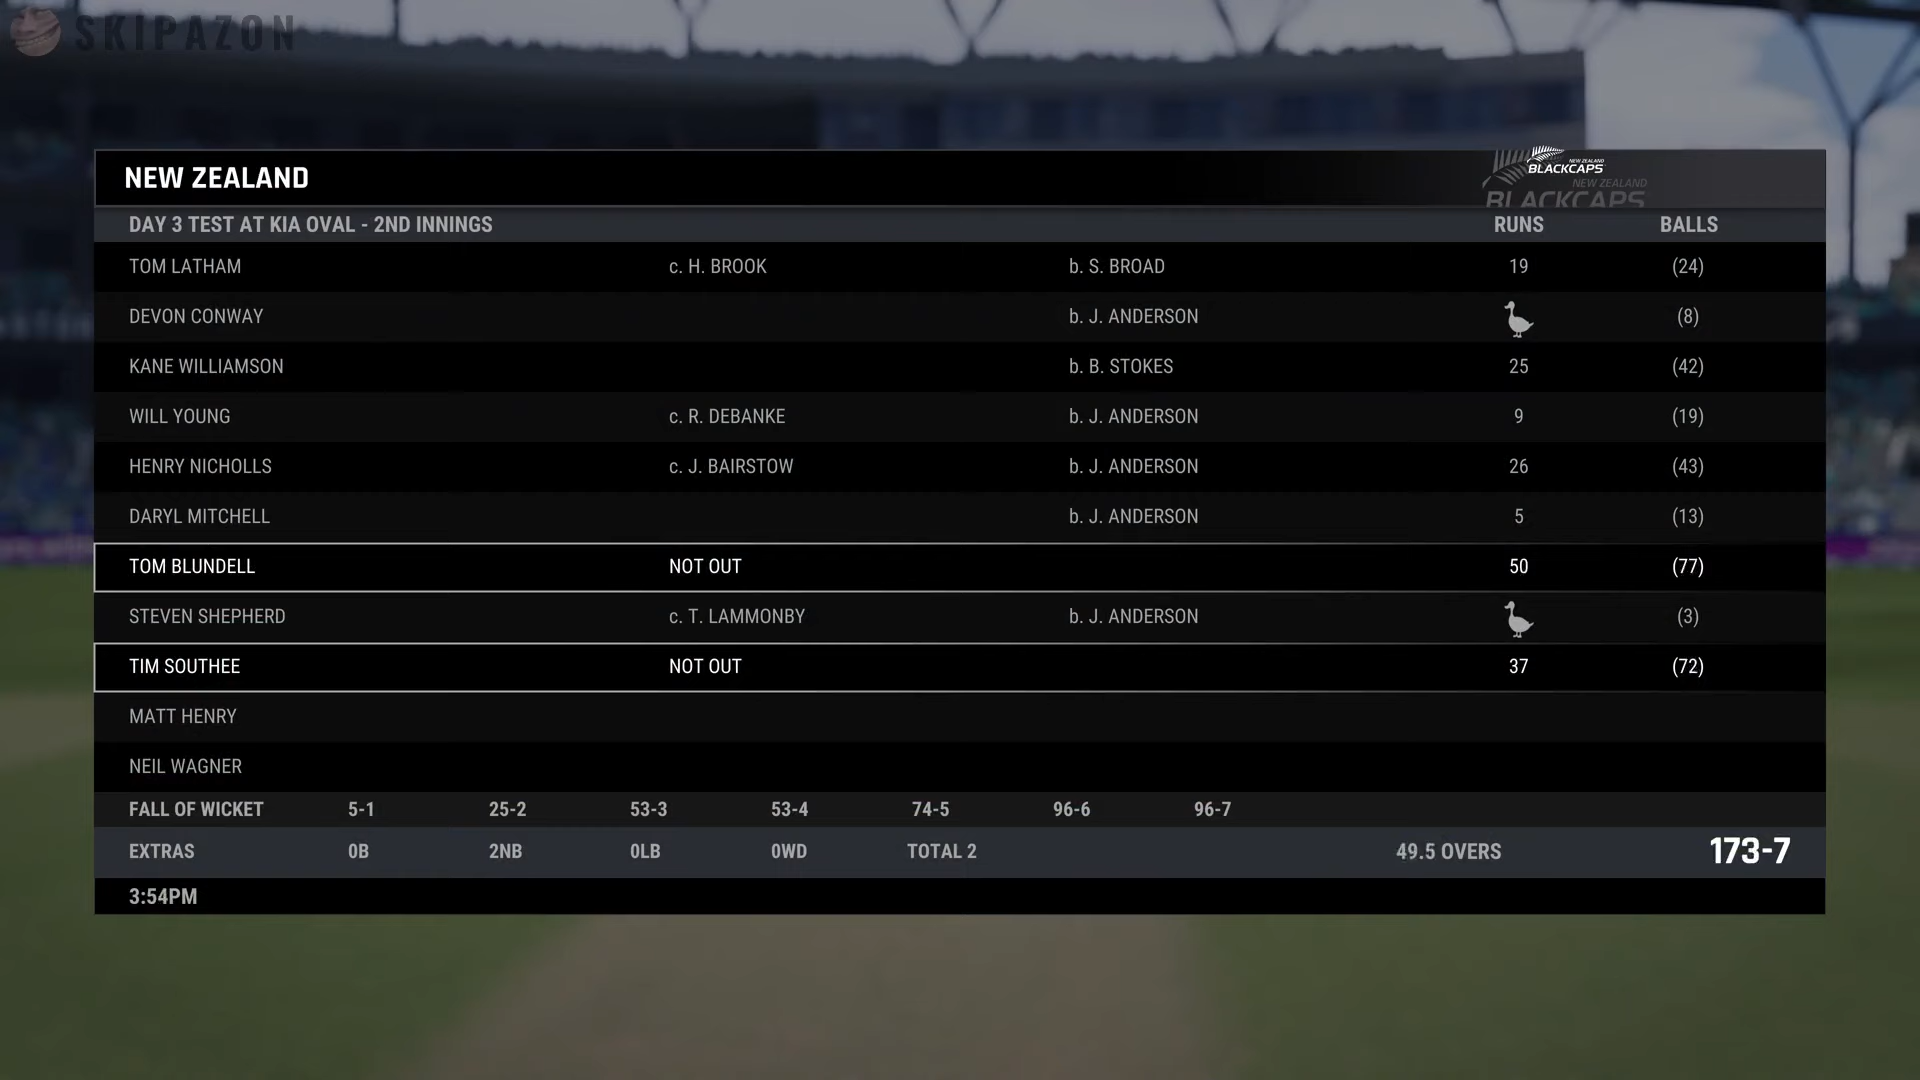 SKIPAZON
NEW ZEALAND
NEW ZEALAND
BLACKCAPS
NEW ZEALAND
BLACKCAPS
DAY 3 TEST AT KIA OVAL - 2ND INNINGS RUNS BALLS
TOM LATHAM c. H. BROOK b. S. BROAD 19 (24)
DEVON CONWAY b. J. ANDERSON (8)
KANE WILLIAMSON b. B. STOKES 25 (42)
WILL YOUNG c. R. DEBANKE b. J. ANDERSON 9 (19)
HENRY NICHOLLS c. J. BAIRSTOW b. J. ANDERSON 26 (43)
DARYL MITCHELL b. J. ANDERSON 5 (13)
TOM BLUNDELL NOT OUT 50 (77)
STEVEN SHEPHERD c. T. LAMMONBY b. J. ANDERSON (3)
TIM SOUTHEE NOT OUT 37 (72)
MATT HENRY
NEIL WAGNER
FALL OF WICKET 5-1 25-2 53-3 53-4 74-5 96-6 96-7
EXTRAS 0B 2NB 0LB 0WD TOTAL 2 49.5 OVERS 173-7
3:54PM